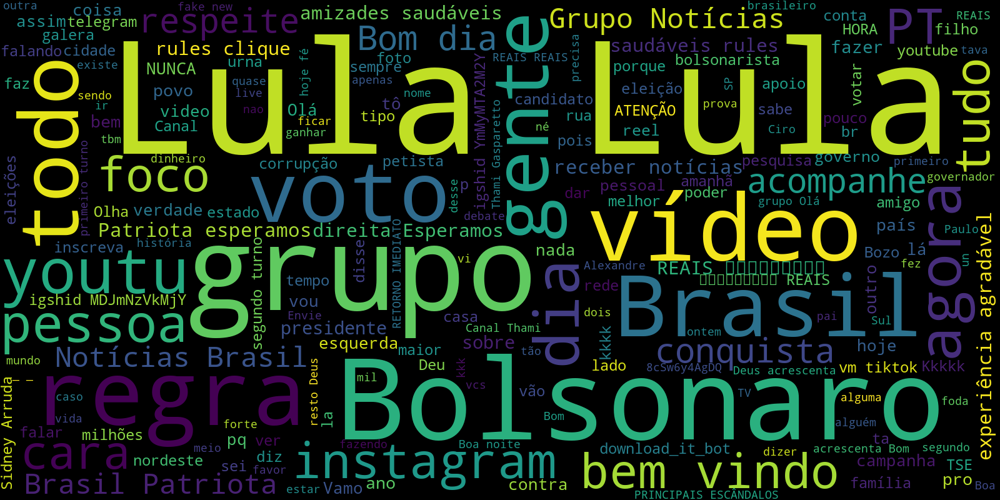 outra
coisa
fake new
amizades saudáveis
brasileiro
conta
REAIS
assim
telegram
respeite
Bom dia
Grupo Notícias
HORA
PT
filho
galera
falando
cidade
rules clique
foto
gente
precisa
saudáveis rules
fazer
youtube
tava
existe
NUNCA
urna
hoje fé
sempre
REAIS REAIS
porque
bolsonarista
votar
tudo
faz
todo
Lula
quase
apenas
igshid YmMyMTA2M2Y
Lula
eleição
SP
apoio
sendo
povo
live
nome
candidato
prova
ir
video
nao
Olá
tô
ATENÇÃO
sabe
bem
Canal
ficar
tipo
rua
pouco
tbm
ganhar
né
reel
Ciro
br
pois
eleições
primeiro turno
dinheiro
foco
corrupção
petista
Thami Gasparetto
receber notícias
pesquisa
governo
primeiro
voto
desse
p
dar
pessoal
amanhã
acompanhe
governador
Olha
verdade
estado
debate
melhor
poder
grupo Olá
amigo
agora
Patriota esperamos
direita Esperamos
vídeo
país
Paulo
experiência agradável
inscreva
história
nada
Bozo
lá
youtu
grupo
segundo turno
disse
RETORNO IMEDIATO
vi
dia
Alexandre
REAIS
REAIS
outro
fez
un
tempo
rede
Brasil
igshid MDJmNzVkMjY
vou
pessoa
Envie
casa
dois
pai
Sul
presidente
Canal Thami
ontem
esquerda
sobre
kkkk
conquista
hoje
mundo
Notícias Brasil
maior
tão
Deu
kkk
lado
8cSw6y4AgDQ
Deus acrescenta
vm tiktok
Kkkkk
Sidney Arruda
_ _
regra
resto Deus
mil
vcs
Bolsonaro
caso
vão
TV
alguma
foda
vida
la
Bom
alguém
falar
milhões
forte
pq
ver
fazendo
Boa noite
ta
cara
meio
instagram
download_it_bot
dizer
acrescenta Bom
segundo
nordeste
sei
diz
favor
bem vindo
campanha
TSE
Brasil Patriota
estar
Vamo
ano
contra
família
pro
Boa
PRINCIPAIS ESCÂNDALOS